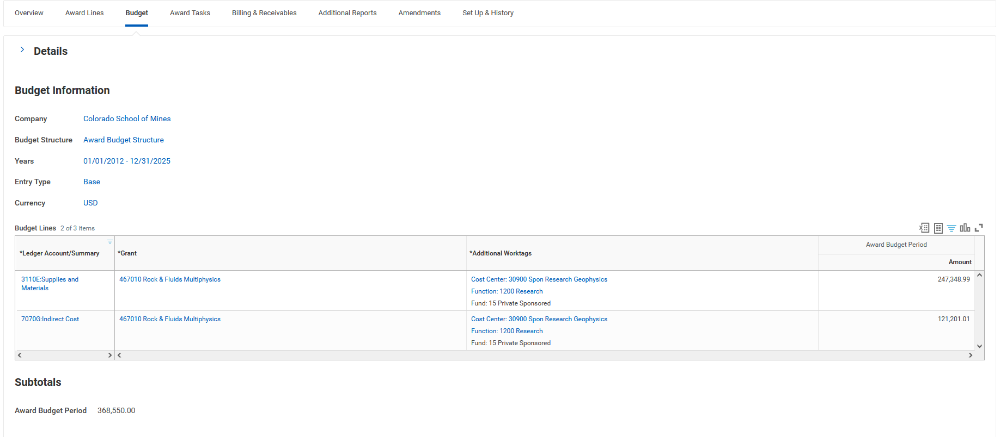 Overview Award Lines Budget Award Tasks Billing & Receivables Additional Reports Amendments Set Up & History
Details
Budget Information
Company Colorado School of Mines
Budget Structure Award Budget Structure
Years 01/01/2012 - 12/31/2025
Entry Type Base
Currency USD
Budget Lines 2 of 3 items
Award Budget Period
*Ledger Account/Summary *Grant *Additional Worktags
Amount
3110E:Supplies and 467010 Rock & Fluids Multiphysics Cost Center: 30900 Spon Research Geophysics 247,348.99
Materials
Function: 1200 Research
Fund: 15 Private Sponsored
7070G:Indirect Cost 467010 Rock & Fluids Multiphysics Cost Center: 30900 Spon Research Geophysics 121,201.01
Function: 1200 Research
Fund: 15 Private Sponsored
Subtotals
Award Budget Period 368,550.00